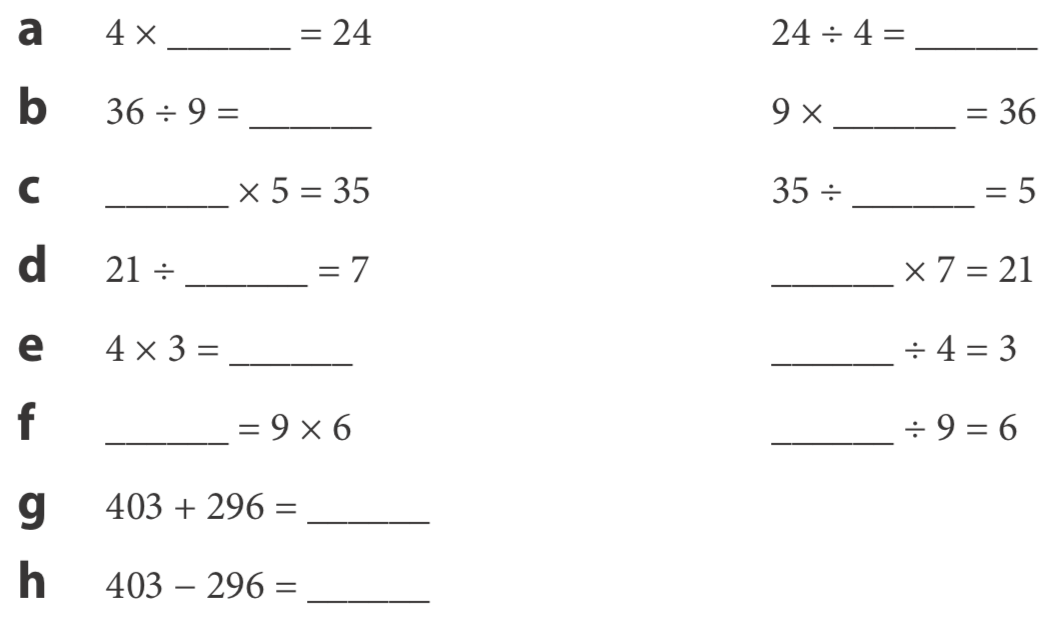 a 4 × ______ = 24 24 ÷ 4 = ______
b 36 ÷ 9 = ______ 9 × ______ = 36
c ______ × 5 = 35 35 ÷ ______ = 5
d 21 ÷ ______ = 7 ______ × 7 = 21
e 4 × 3 = ______ ______ ÷ 4 = 3
f ______ = 9 × 6 ______ ÷ 9 = 6
g 403 + 296 = ______
h 403 − 296 = ______